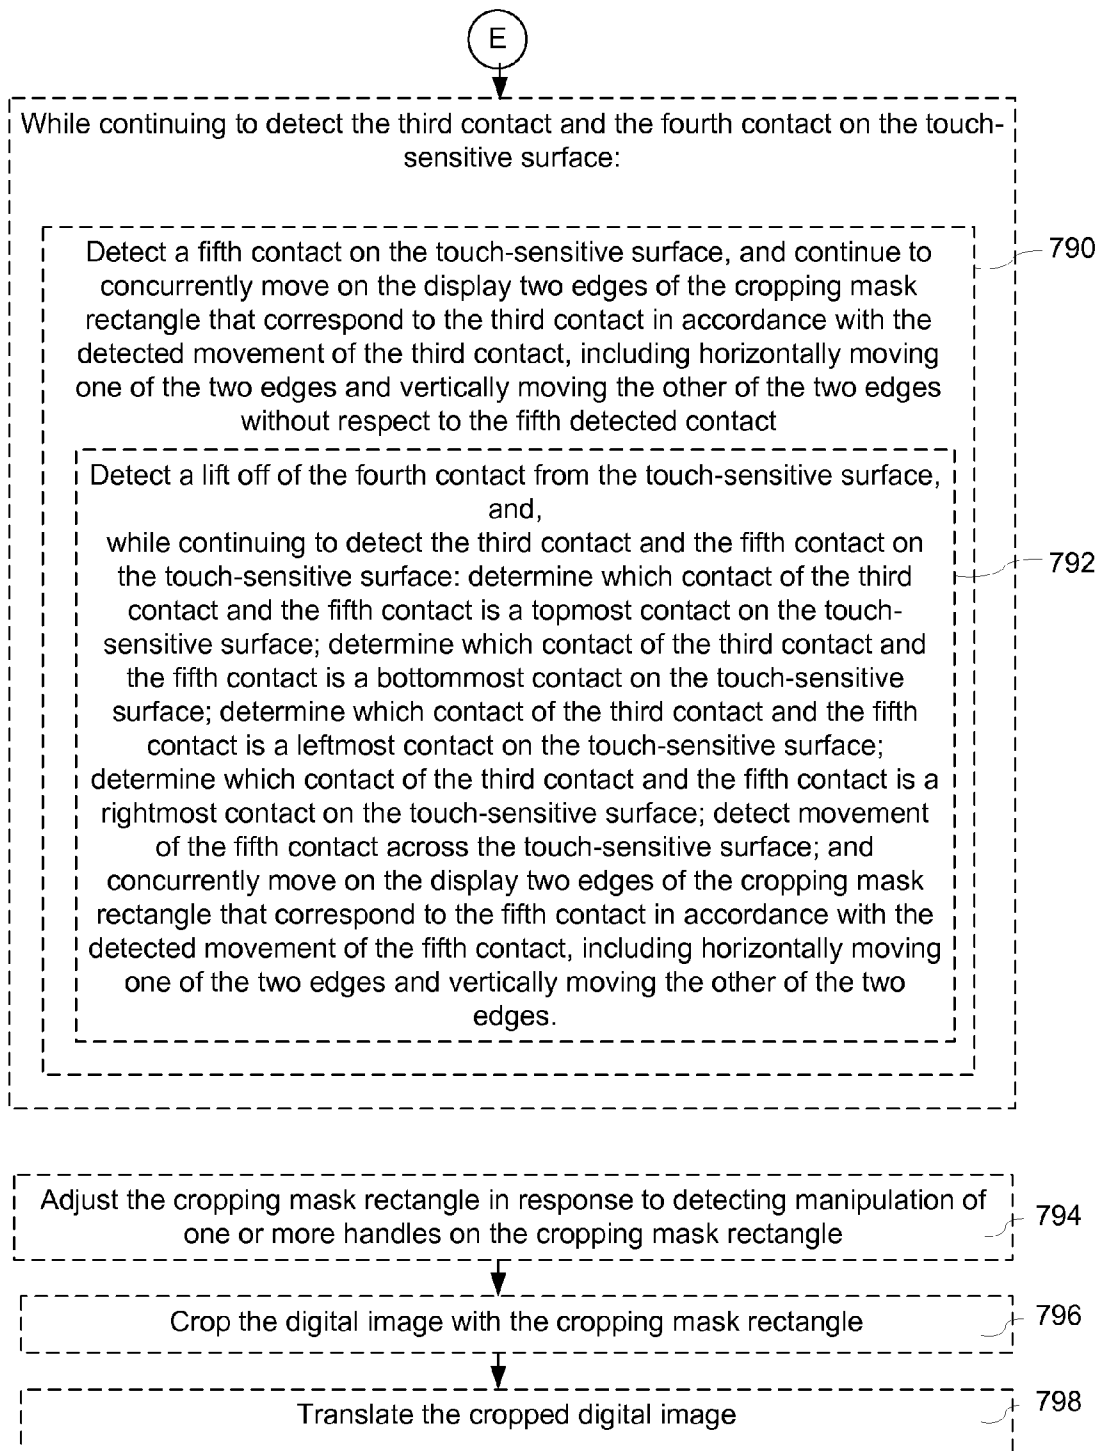 E
While continuing to detect the third contact and the fourth contact on the touch-
sensitive surface:
Detect a fifth contact on the touch-sensitive surface, and continue to
concurrently move on the display two edges of the cropping mask
rectangle that correspond to the third contact in accordance with the
detected movement of the third contact, including horizontally moving
one of the two edges and vertically moving the other of the two edges
without respect to the fifth detected contact
790
Detect a lift off of the fourth contact from the touch-sensitive surface,
and,
while continuing to detect the third contact and the fifth contact on
the touch-sensitive surface: determine which contact of the third
contact and the fifth contact is a topmost contact on the touch-
sensitive surface; determine which contact of the third contact and
the fifth contact is a bottommost contact on the touch-sensitive
surface; determine which contact of the third contact and the fifth
contact is a leftmost contact on the touch-sensitive surface;
determine which contact of the third contact and the fifth contact is a
rightmost contact on the touch-sensitive surface; detect movement
of the fifth contact across the touch-sensitive surface; and
concurrently move on the display two edges of the cropping mask
rectangle that correspond to the fifth contact in accordance with the
detected movement of the fifth contact, including horizontally moving
one of the two edges and vertically moving the other of the two
edges.
792
Adjust the cropping mask rectangle in response to detecting manipulation of
one or more handles on the cropping mask rectangle
794
Crop the digital image with the cropping mask rectangle
796
Translate the cropped digital image
798